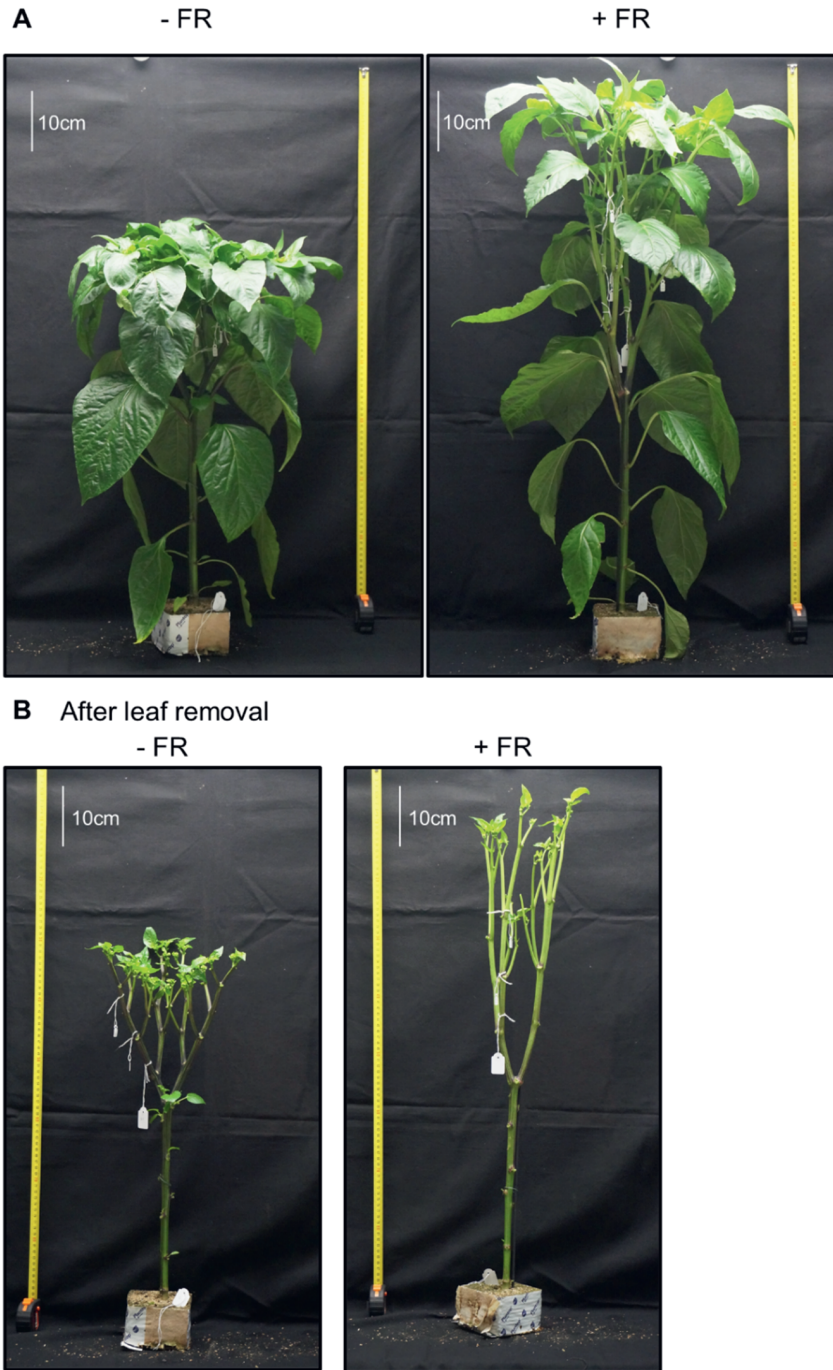 A - FR + FR
10cm 10cm
B After leaf removal
- FR + FR
10cm 10cm